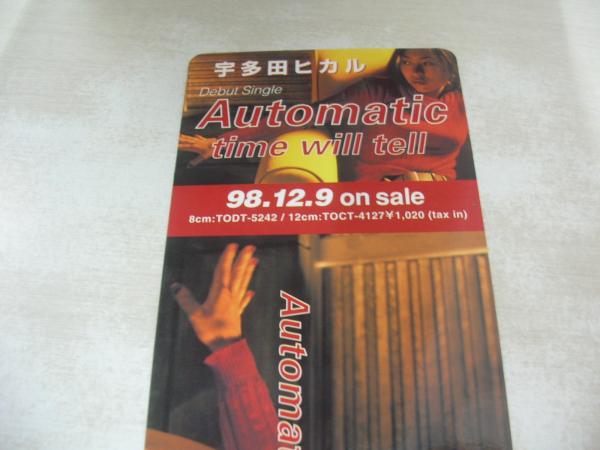 宇多田ヒカル
Debut Single
Automatic
time will tell
98.12.9 on sale
8cm:TODT-5242 / 12cm:TOCT-4127¥1,020 (tax in)